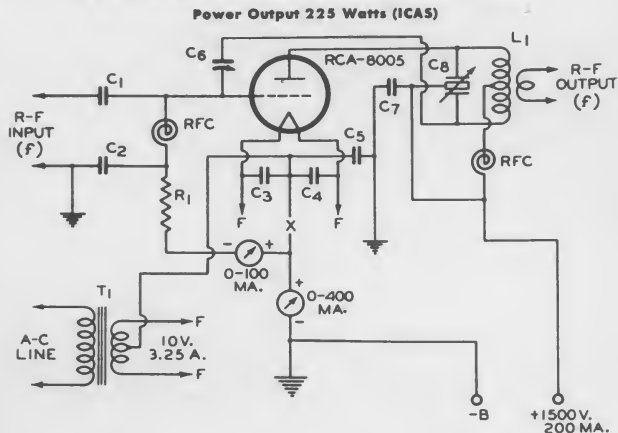 Power Output 225 Watts (ICAS)
L1
C6
RCA-8005
C8
C1
R-F
OUTPUT
(f)
C7
R-F
INPUT
(f)
RFC
C5
RFC
C2
C3
C4
R1
F
X
F
-
+
+
0-100
MA.
0-400
MA.
-
T1
F
A-C
LINE
10V.
3.25 A.
F
-B
+1500V.
200 MA.